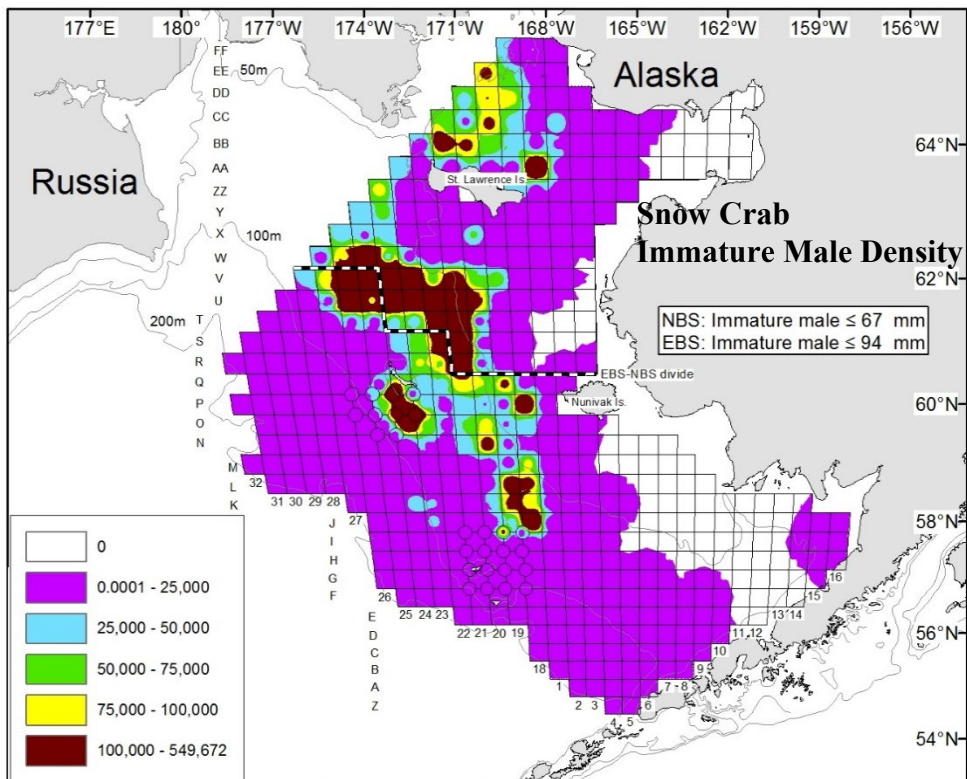 177°E 180° 174°W 171°W 168°W 165°W 162°W 159°W 156°W
FF
EE
50m
Alaska
DD
CC
BB
64°N
AA
Russia
St. Lawrence Is.
ZZ
Y
Snow Crab
X
100m
Immature Male Density
W
V
62°N
U
200m
T
NBS: Immature male ≤ 67 mm
S
EBS: Immature male ≤ 94 mm
R
Q
EBS-NBS divide
P
Nunivak Is.
60°N
O
N
M
L
32
K
31 30 29 28
27
J
58°N
I
H
G
F
16
15
26
25 24 23
13 14
E
22 21 20 19
11 12
56°N
D
C
10
B
18
9
A
1
7 8
Z
2 3
6
4 5
54°N
0
0.0001 - 25,000
25,000 - 50,000
50,000 - 75,000
75,000 - 100,000
100,000 - 549,672